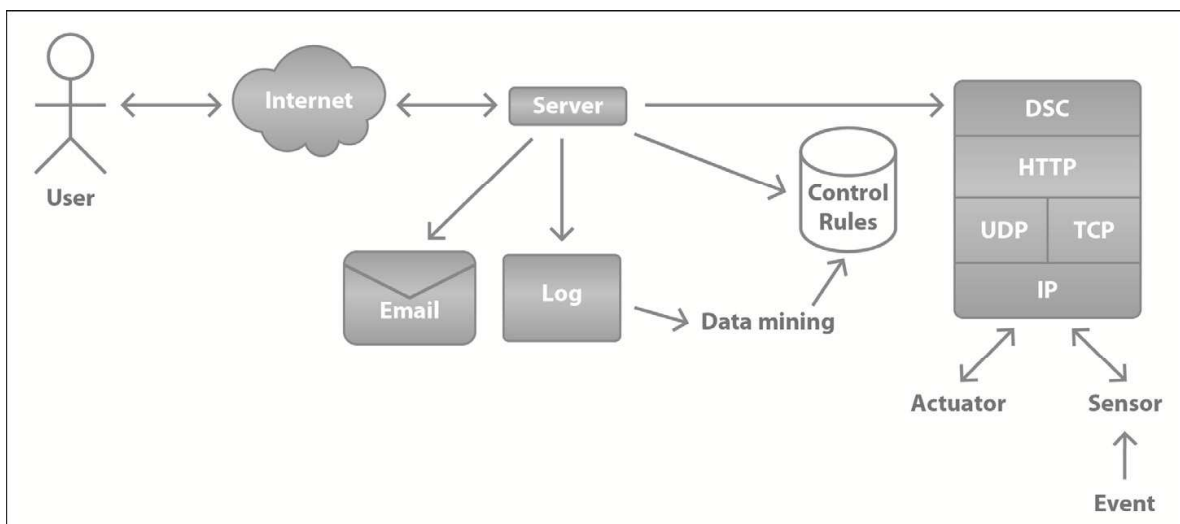 User
Internet
Server
Email
Log
Data mining
Control
Rules
DSC
HTTP
UDP TCP
IP
Actuator
Sensor
Event